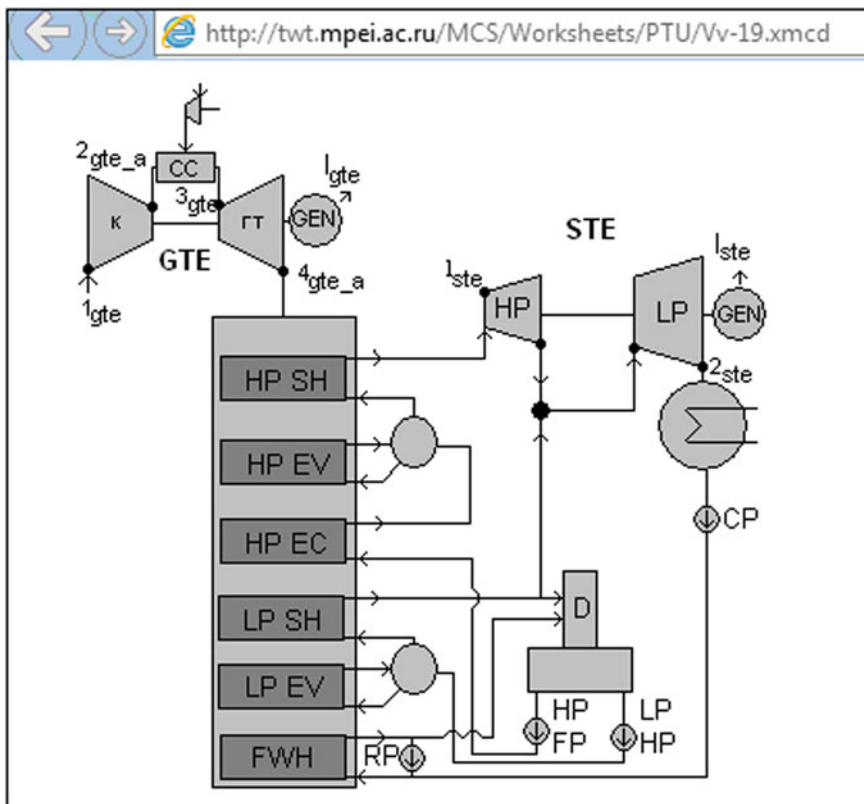 http://twt.mpei.ac.ru/MCS/Worksheets/PTU/Vv-19.xmcd
2gte_a
CC
3gte
lgte
к
гт
GEN
GTE
1gte
4gte_a
STE
1ste
HP
LP
lste
GEN
2ste
HP SH
HP EV
HP EC
CP
LP SH
D
LP EV
HP LP
FP HP
RP
FWH